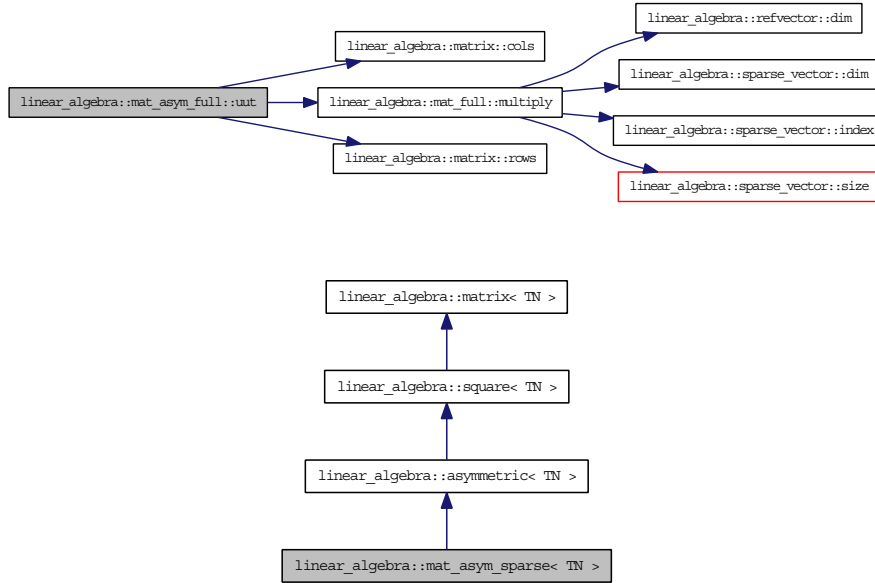 linear_algebra::refvector::dim
linear_algebra::matrix::cols
linear_algebra::sparse_vector::dim
linear_algebra::mat_asym_full::uut
linear_algebra::mat_full::multiply
linear_algebra::sparse_vector::index
linear_algebra::matrix::rows
linear_algebra::sparse_vector::size
linear_algebra::matrix< TN >
linear_algebra::square< TN >
linear_algebra::asymmetric< TN >
linear_algebra::mat_asym_sparse< TN >